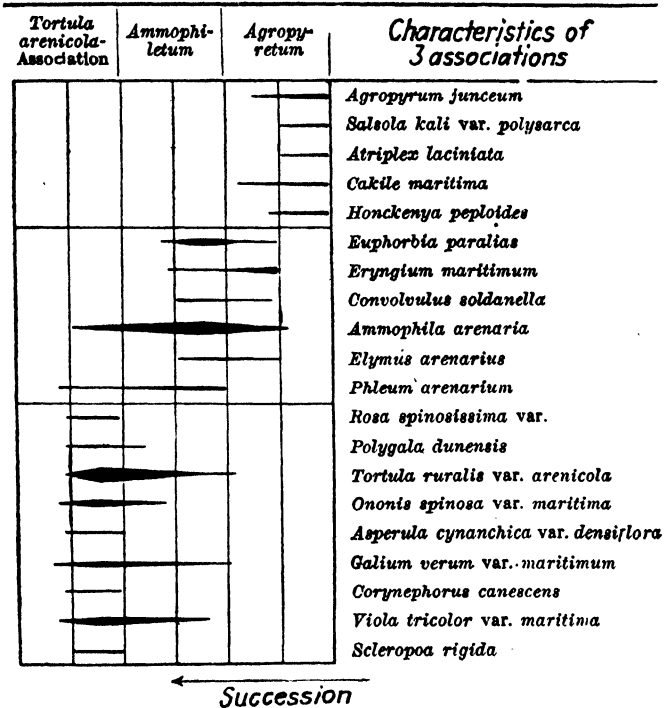 Tortula
arenicola-
Association
Ammophi-
letum
Agropy-
retum
Characteristics of
3 associations
Agropyrum junceum
Salsola kali var. polysarca
Atriplex laciniata
Cakile maritima
Honckenya peploides
Euphorbia paralias
Eryngium maritimum
Convolvulus soldanella
Ammophila arenaria
Elymus arenarius
Phleum arenarium
Rosa spinosissima var.
Polygala dunensis
Tortula ruralis var. arenicola
Ononis spinosa var. maritima
Asperula cynanchica var. densiflora
Galium verum var. maritimum
Corynephorus canescens
Viola tricolor var. maritima
Scleropoa rigida
Succession